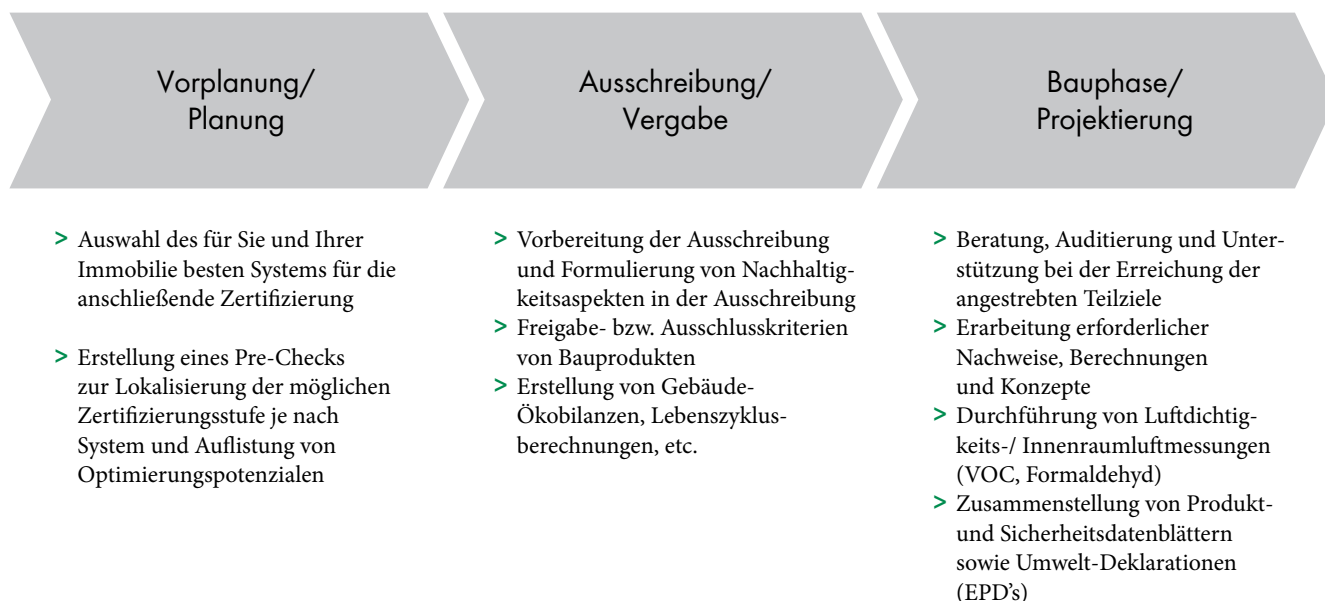 Vorplanung/
Planung
> Auswahl des für Sie und Ihrer
Immobilie besten Systems für die
anschließende Zertifizierung
> Erstellung eines Pre-Checks
zur Lokalisierung der möglichen
Zertifizierungsstufe je nach
System und Auflistung von
Optimierungspotenzialen
Ausschreibung/
Vergabe
> Vorbereitung der Ausschreibung
und Formulierung von Nachhaltig-
keitsaspekten in der Ausschreibung
> Freigabe- bzw. Ausschlusskriterien
von Bauprodukten
> Erstellung von Gebäude-
Ökobilanzen, Lebenszyklus-
berechnungen, etc.
Bauphase/
Projektierung
> Beratung, Auditierung und Unter-
stützung bei der Erreichung der
angestrebten Teilziele
> Erarbeitung erforderlicher
Nachweise, Berechnungen
und Konzepte
> Durchführung von Luftdichtig-
keits-/ Innenraumluftmessungen
(VOC, Formaldehyd)
> Zusammenstellung von Produkt-
und Sicherheitsdatenblättern
sowie Umwelt-Deklarationen
(EPD's)